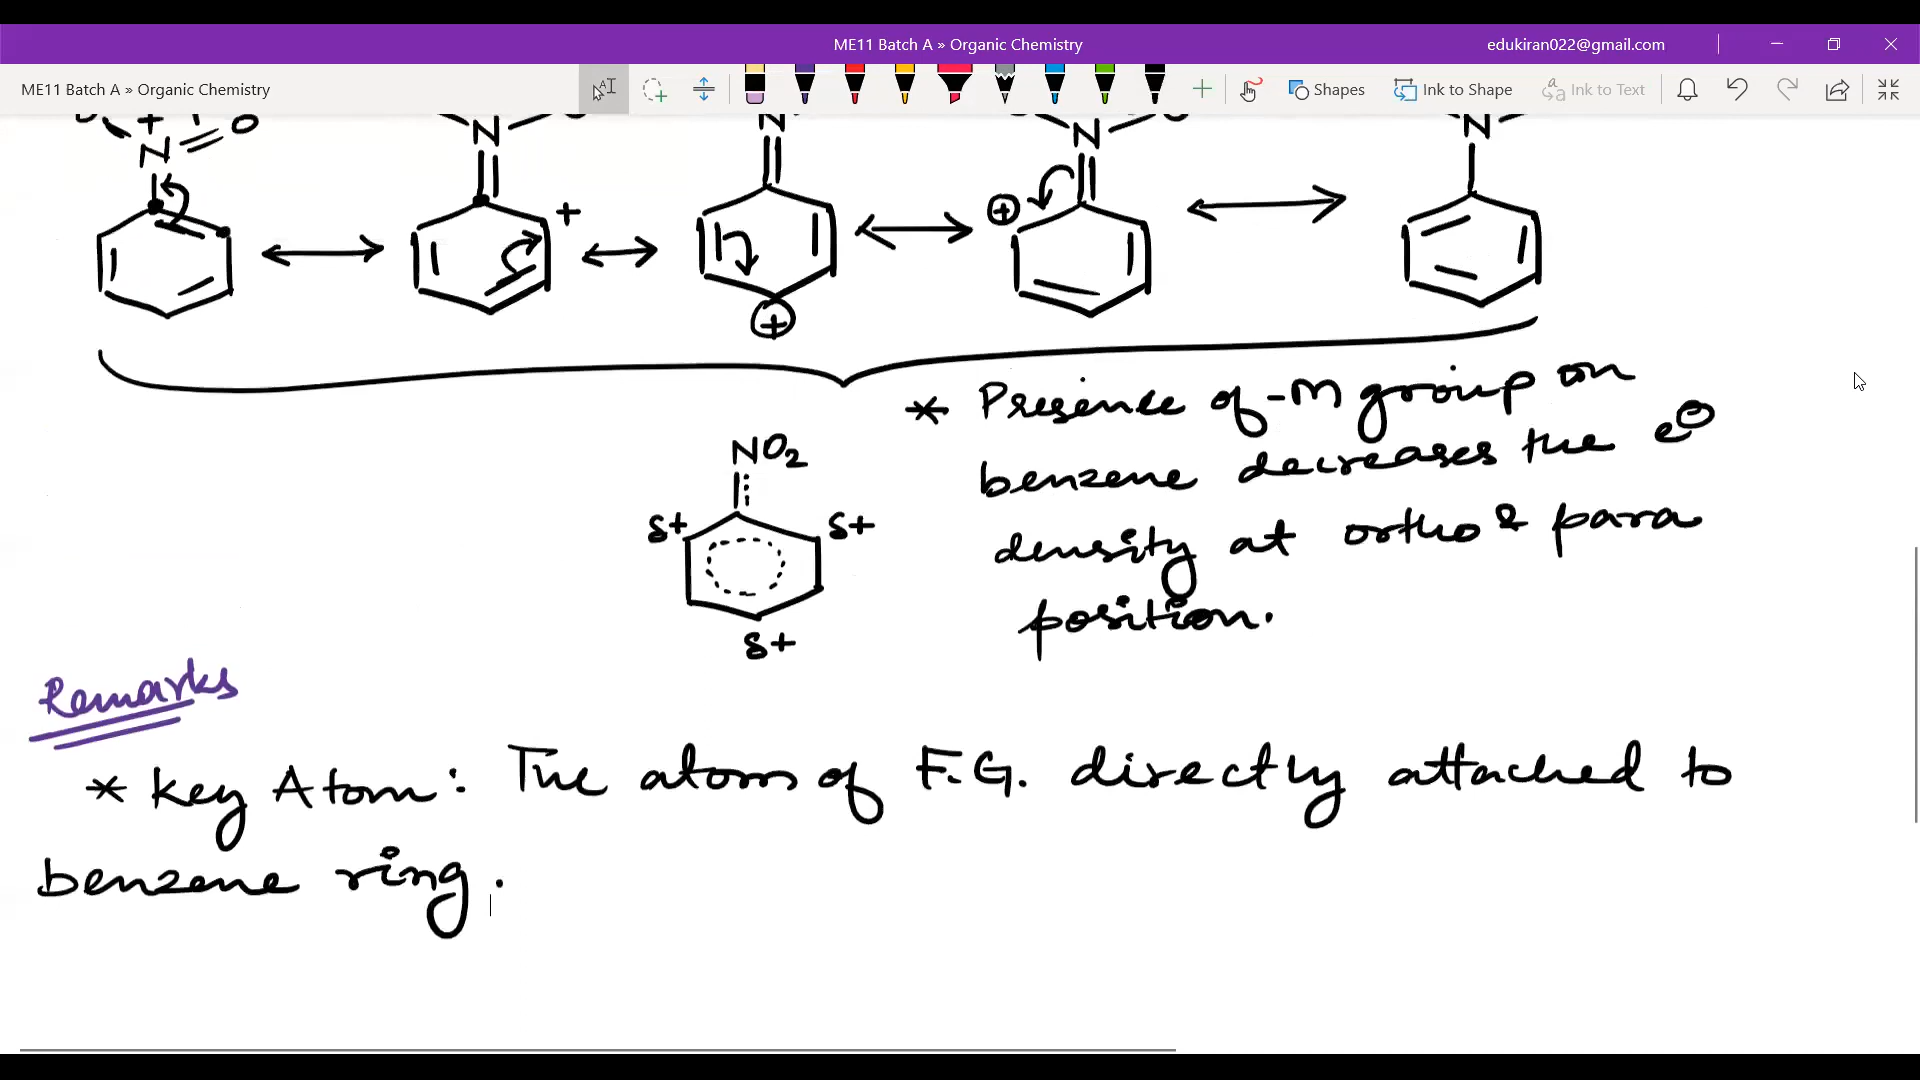 ME11 Batch A » Organic Chemistry
edukiran022@gmail.com
ME11 Batch A » Organic Chemistry
Shapes
Ink to Shape
Ink to Text
+ O
N N N N N
+ + +
* Presence of -M group on
benzene decreases the e⊖
density at ortho & para
position.
NO2
δ+ δ+
δ+
Remarks
* Key Atom: The atom of F.G. directly attached to
benzene ring.